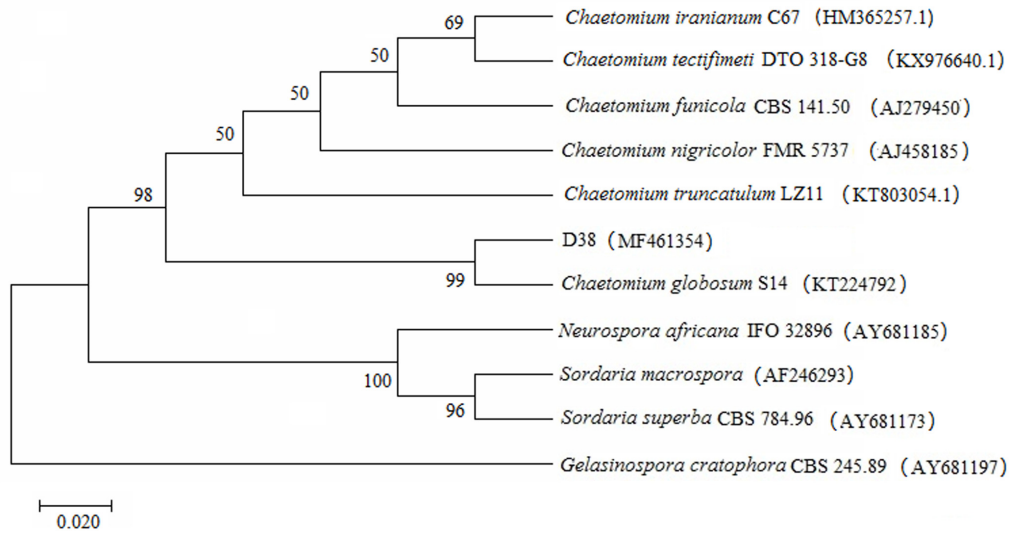 69
Chaetomium iranianum C67 (HM365257.1)
50
Chaetomium tectifimeti DTO 318-G8 (KX976640.1)
50
Chaetomium funicola CBS 141.50 (AJ279450)
50
Chaetomium nigricolor FMR 5737 (AJ458185)
98
Chaetomium truncatulum LZ11 (KT803054.1)
D38 (MF461354)
99
Chaetomium globosum S14 (KT224792)
Neurospora africana IFO 32896 (AY681185)
100
Sordaria macrospora (AF246293)
96
Sordaria superba CBS 784.96 (AY681173)
Gelasinospora cratophora CBS 245.89 (AY681197)
0.020